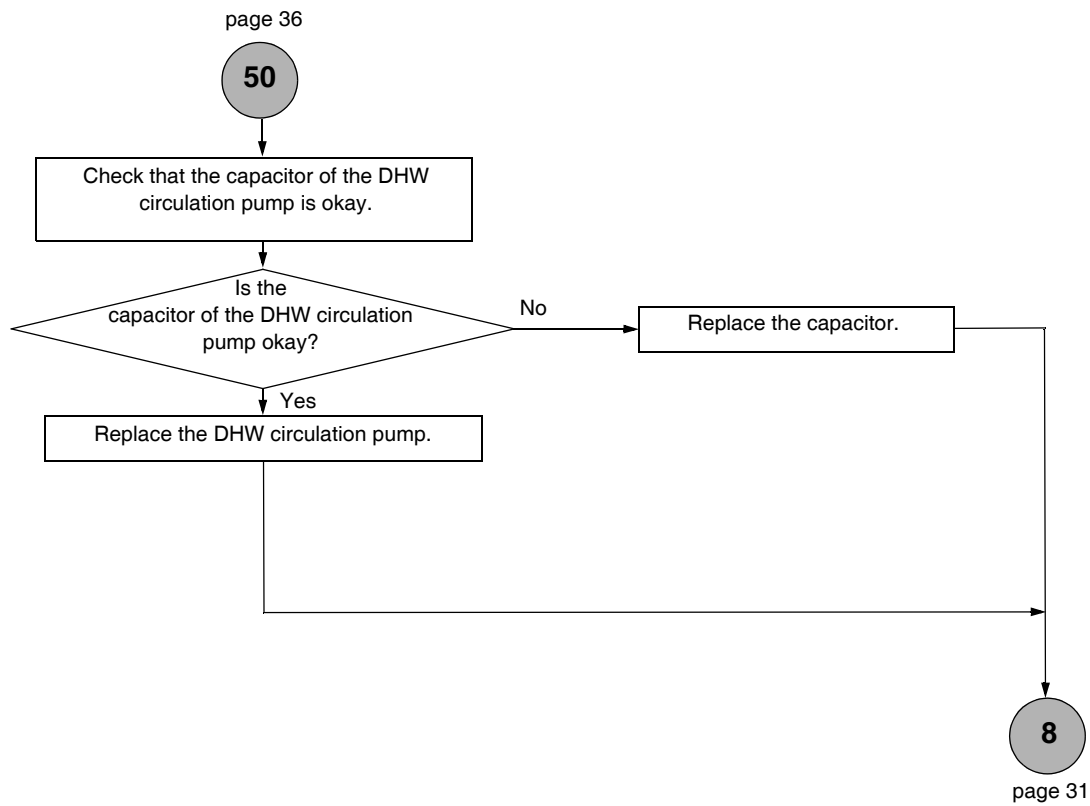 page 36
50
Check that the capacitor of the DHW
circulation pump is okay.
Is the
capacitor of the DHW circulation
pump okay?
No
Replace the capacitor.
Yes
Replace the DHW circulation pump.
8
page 31